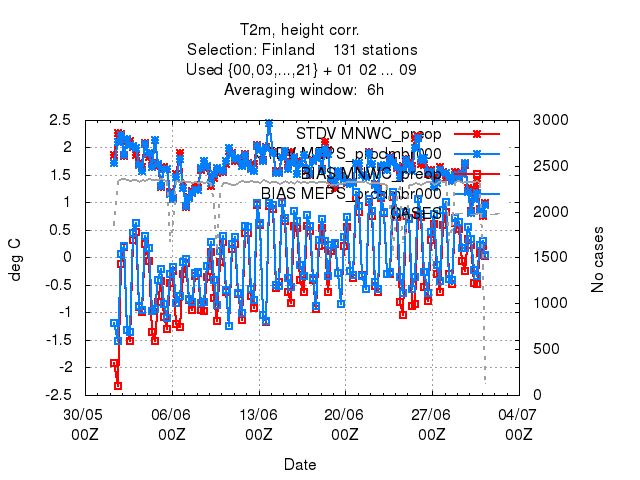 T2m, height corr.
Selection: Finland 131 stations
Used {00,03,...,21} + 01 02 ... 09
Averaging window: 6h
2.5
2
1.5
1
0.5
0
-0.5
-1
-1.5
-2
-2.5
deg C
3000
2500
2000
1500
1000
500
0
No cases
STDV MNWC_preop
MEPS_prodmbr000
BIAS MNWC_preop
BIAS MEPS_prodmbr000
CASES
30/05 06/06 13/06 20/06 27/06 04/07
00Z 00Z 00Z 00Z 00Z 00Z
Date